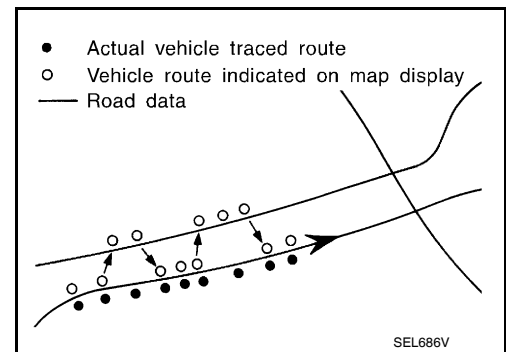 Actual vehicle traced route
Vehicle route indicated on map display
Road data
SEL686V